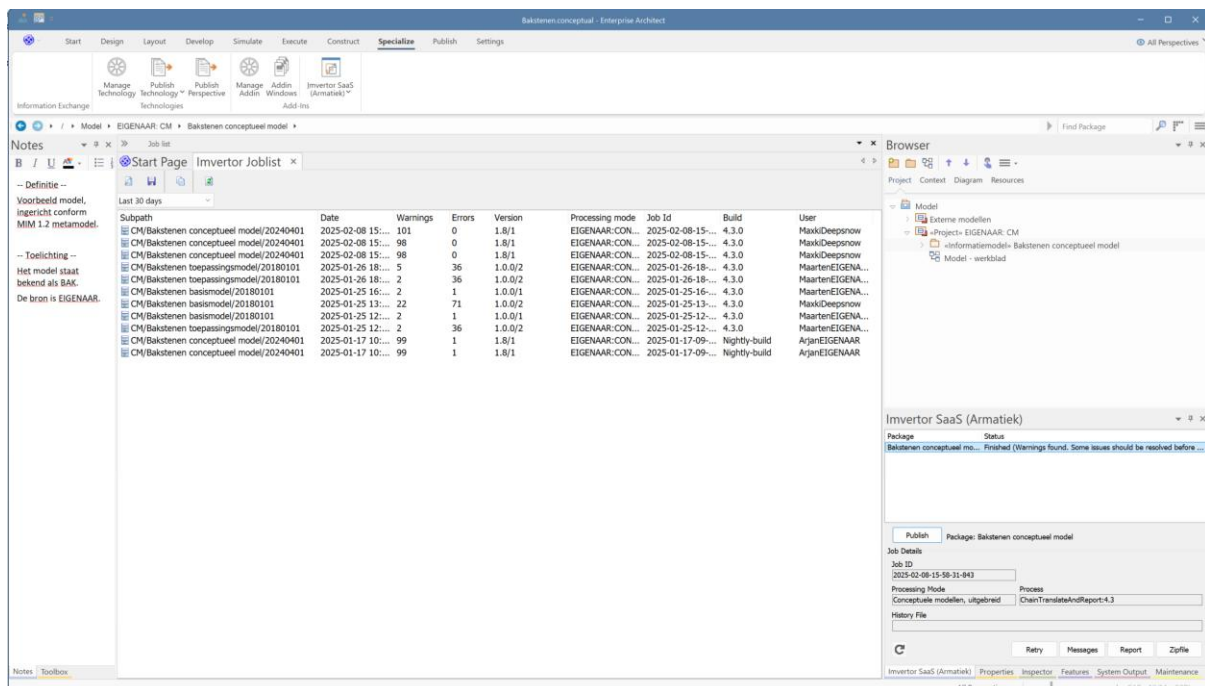 Bakstenen.conceptual - Enterprise Architect
Start Design Layout Develop Simulate Execute Construct Specialize Publish Settings
All Perspectives
Manage Technology Publish Technology Publish Perspective Manage Addin Addin Windows Imvertor SaaS (Armatiek)
Information Exchange Technologies Add-Ins
/ Model EIGENAAR: CM Bakstenen conceptueel model
Find Package
Notes
B I U
-- Definitie --
Voorbeeld model,
ingericht conform
MIM 1.2 metamodel.
-- Toelichting --
Het model staat
bekend als BAK.
De bron is EIGENAAR.
Notes Toolbox
Job list
Start Page Imvertor Joblist ×
Last 30 days
Subpath Date Warnings Errors Version Processing mode Job Id Build User
CM/Bakstenen conceptueel model/20240401 2025-02-08 15:... 101 0 1.8/1 EIGENAAR:CON... 2025-02-08-15-... 4.3.0 MaxkiDeepsnow
CM/Bakstenen conceptueel model/20240401 2025-02-08 15:... 98 0 1.8/1 EIGENAAR:CON... 2025-02-08-15-... 4.3.0 MaxkiDeepsnow
CM/Bakstenen conceptueel model/20240401 2025-02-08 15:... 98 0 1.8/1 EIGENAAR:CON... 2025-02-08-15-... 4.3.0 MaxkiDeepsnow
CM/Bakstenen toepassingsmodel/20180101 2025-01-26 18:... 5 36 1.0.0/2 EIGENAAR:CON... 2025-01-26-18-... 4.3.0 MaartenEIGENA...
CM/Bakstenen toepassingsmodel/20180101 2025-01-26 18:... 2 36 1.0.0/2 EIGENAAR:CON... 2025-01-26-18-... 4.3.0 MaartenEIGENA...
CM/Bakstenen basismodel/20180101 2025-01-25 16:... 2 1 1.0.0/1 EIGENAAR:CON... 2025-01-25-16-... 4.3.0 MaartenEIGENA...
CM/Bakstenen basismodel/20180101 2025-01-25 13:... 22 71 1.0.0/2 EIGENAAR:CON... 2025-01-25-13-... 4.3.0 MaxkiDeepsnow
CM/Bakstenen basismodel/20180101 2025-01-25 12:... 2 1 1.0.0/1 EIGENAAR:CON... 2025-01-25-12-... 4.3.0 MaartenEIGENA...
CM/Bakstenen toepassingsmodel/20180101 2025-01-25 12:... 2 36 1.0.0/2 EIGENAAR:CON... 2025-01-25-12-... 4.3.0 MaartenEIGENA...
CM/Bakstenen conceptueel model/20240401 2025-01-17 10:... 99 1 1.8/1 EIGENAAR:CON... 2025-01-17-09-... Nightly-build ArjanEIGENAAR
CM/Bakstenen conceptueel model/20240401 2025-01-17 10:... 99 1 1.8/1 EIGENAAR:CON... 2025-01-17-09-... Nightly-build ArjanEIGENAAR
Browser
Project Context Diagram Resources
Model
Externe modellen
«Project» EIGENAAR: CM
«Informatiemodel» Bakstenen conceptueel model
Model - werkblad
Imvertor SaaS (Armatiek)
Package Status
Bakstenen conceptueel mo... Finished (Warnings found. Some issues should be resolved before ...
Publish Package: Bakstenen conceptueel model
Job Details
Job ID
2025-02-08-15-58-31-843
Processing Mode Process
Conceptuele modellen, uitgebreid ChainTranslateAndReport:4.3
History File
Retry Messages Report Zipfile
Imvertor SaaS (Armatiek) Properties Inspector Features System Output Maintenance